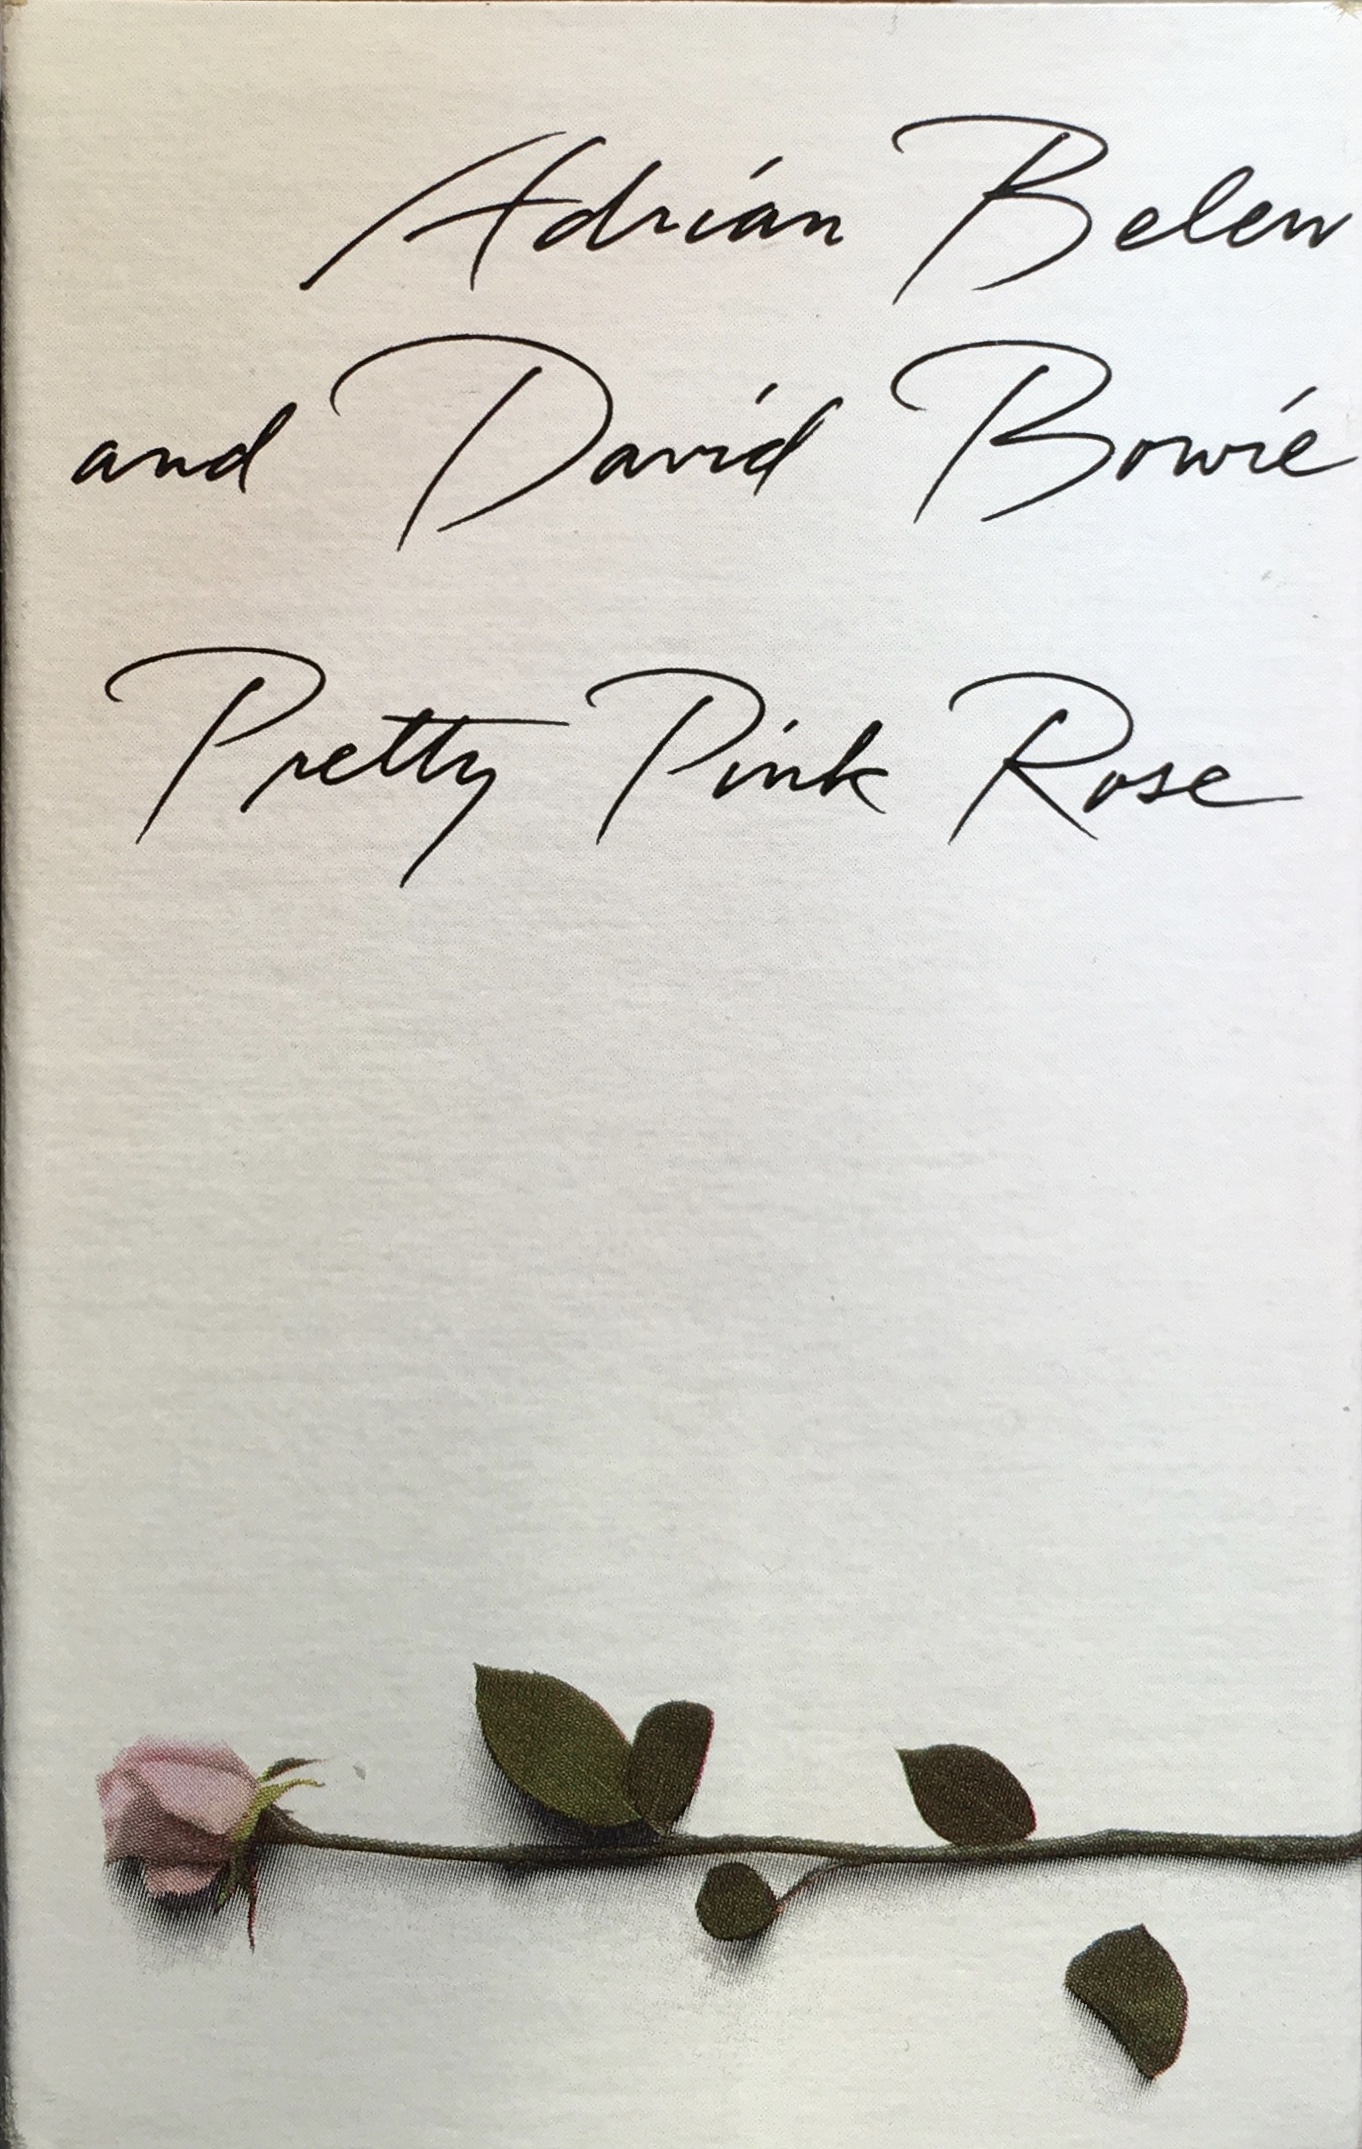 Adrian Belew
and David Bowie
Pretty Pink Rose